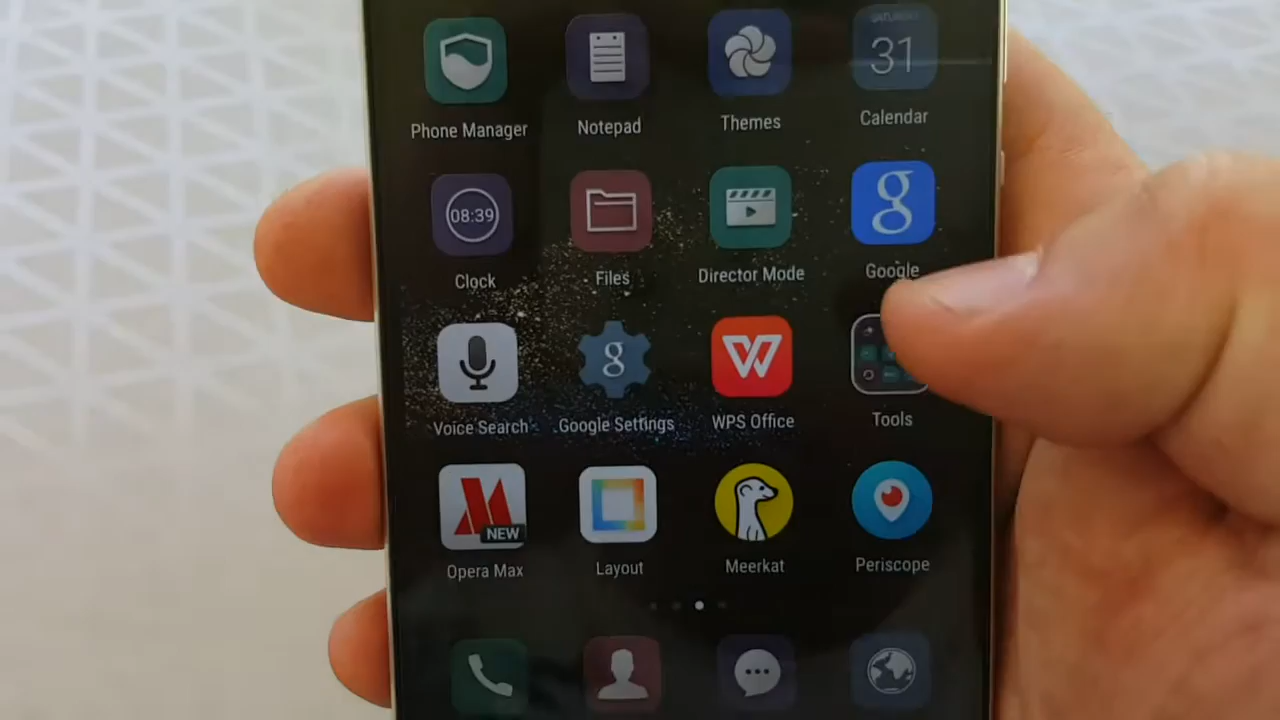 SATURDAY
31
Phone Manager
Notepad
Themes
Calendar
08:39
g
Clock
Files
Director Mode
Google
g
W
Voice Search
Google Settings
WPS Office
Tools
NEW
Opera Max
Layout
Meerkat
Periscope